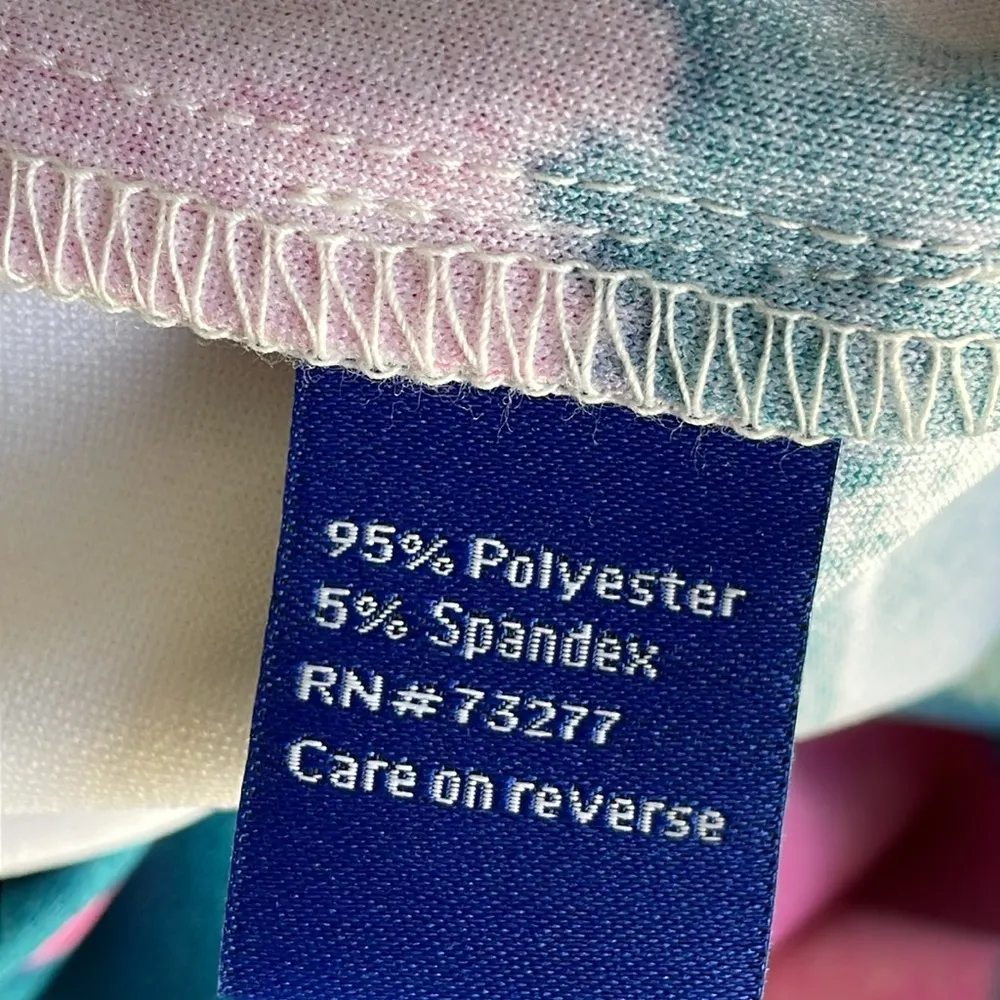 95% Polyester
5% Spandex
RN#73277
Care on reverse